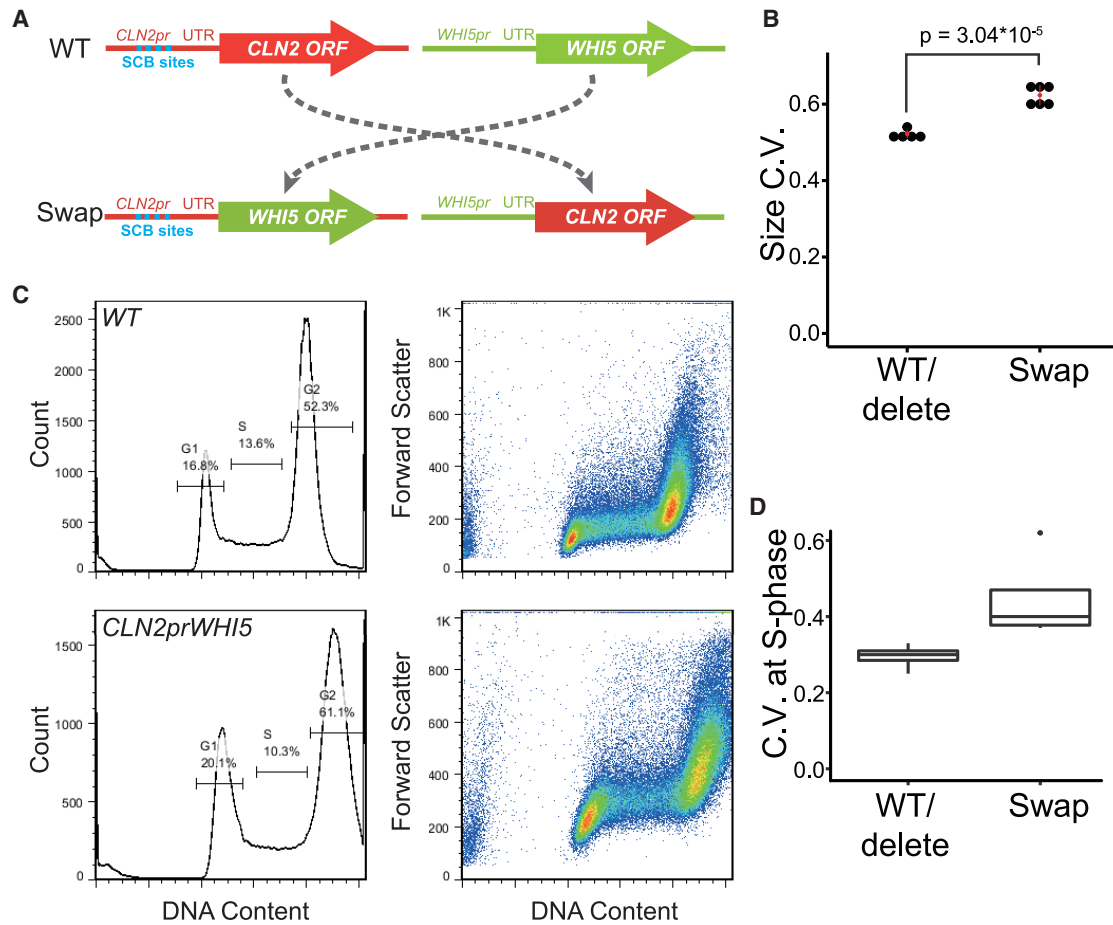 A
CLN2pr UTR CLN2 ORF WHI5pr UTR WHI5 ORF
WT
SCB sites
CLN2pr UTR WHI5 ORF WHI5pr UTR CLN2 ORF
Swap
SCB sites
B
p = 3.04*10-5
Size C.V.
0.6
0.4
0.2
0.0
WT/
delete
Swap
C
WT
Count
2500
2000
1500
1000
500
0
G1
16.8%
S
13.6%
G2
52.3%
Forward Scatter
1K
800
600
400
200
0
CLN2prWHI5
Count
1500
1000
500
0
G1
20.1%
S
10.3%
G2
61.1%
DNA Content
Forward Scatter
1K
800
600
400
200
0
DNA Content
D
C.V. at S-phase
0.6
0.4
0.2
0.0
WT/
delete
Swap